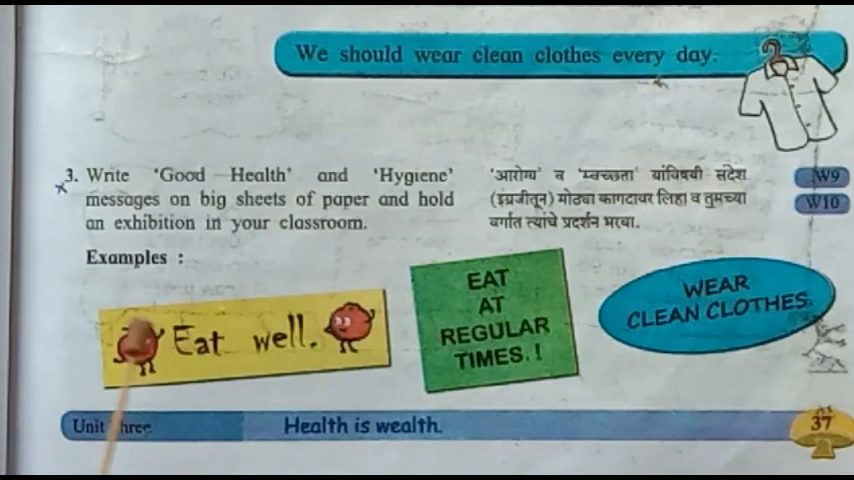 We should wear clean clothes every day.
3. Write 'Good Health' and 'Hygiene'
messages on big sheets of paper and hold
an exhibition in your classroom.
'आरोग्य' व 'स्वच्छता' यांविषयी संदेश
(इंग्रजीतून) मोठ्या कागदावर लिहा व तुमच्या
वर्गात त्यांचे प्रदर्शन भरवा.
W9
W10
Examples :
Eat well.
EAT
AT
REGULAR
TIMES.!
WEAR
CLEAN CLOTHES.
Unit Three
Health is wealth.
37